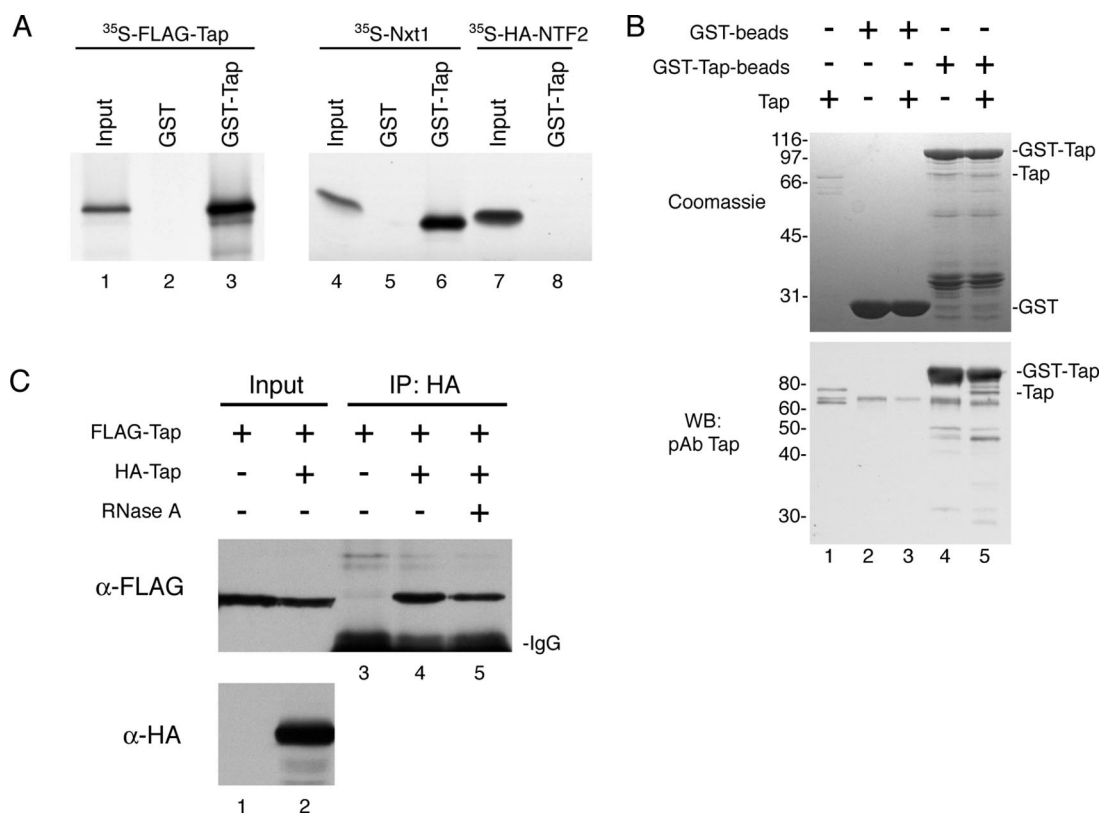 A
³⁵S-FLAG-Tap
³⁵S-Nxt1
³⁵S-HA-NTF2
Input
GST
GST-Tap
Input
GST
GST-Tap
Input
GST-Tap
1 2 3 4 5 6 7 8
B
GST-beads - + + - -
GST-Tap-beads - - - + +
Tap + - + - +
Coomassie
116-
97-
66-
45-
31-
-GST-Tap
-Tap
-GST
WB:
pAb Tap
80-
60-
50-
40-
30-
-GST-Tap
-Tap
1 2 3 4 5
C
Input IP: HA
FLAG-Tap + + + + +
HA-Tap - + - + +
RNase A - - - - +
α-FLAG
-IgG
3 4 5
α-HA
1 2